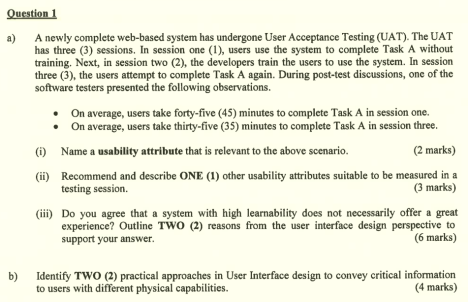 Question 1
a) A newly complete web-based system has undergone User Acceptance Testing (UAT). The UAT
has three (3) sessions. In session one (1), users use the system to complete Task A without
training. Next, in session two (2), the developers train the users to use the system. In session
three (3), the users attempt to complete Task A again. During post-test discussions, one of the
software testers presented the following observations.
• On average, users take forty-five (45) minutes to complete Task A in session one.
• On average, users take thirty-five (35) minutes to complete Task A in session three.
(i) Name a usability attribute that is relevant to the above scenario. (2 marks)
(ii) Recommend and describe ONE (1) other usability attributes suitable to be measured in a
testing session. (3 marks)
(iii) Do you agree that a system with high learnability does not necessarily offer a great
experience? Outline TWO (2) reasons from the user interface design perspective to
support your answer. (6 marks)
b) Identify TWO (2) practical approaches in User Interface design to convey critical information
to users with different physical capabilities. (4 marks)